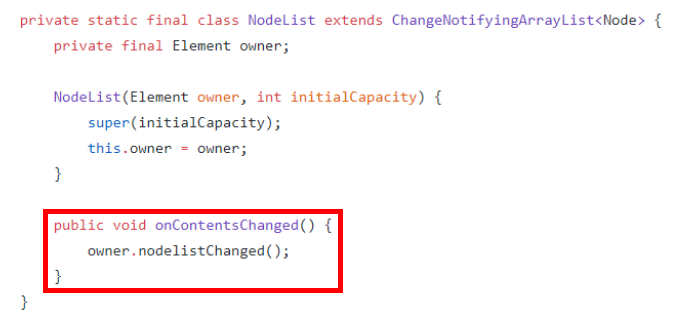 private static final class NodeList extends ChangeNotifyingArrayList<Node> {
    private final Element owner;

    NodeList(Element owner, int initialCapacity) {
        super(initialCapacity);
        this.owner = owner;
    }

    public void onContentsChanged() {
        owner.nodelistChanged();
    }
}